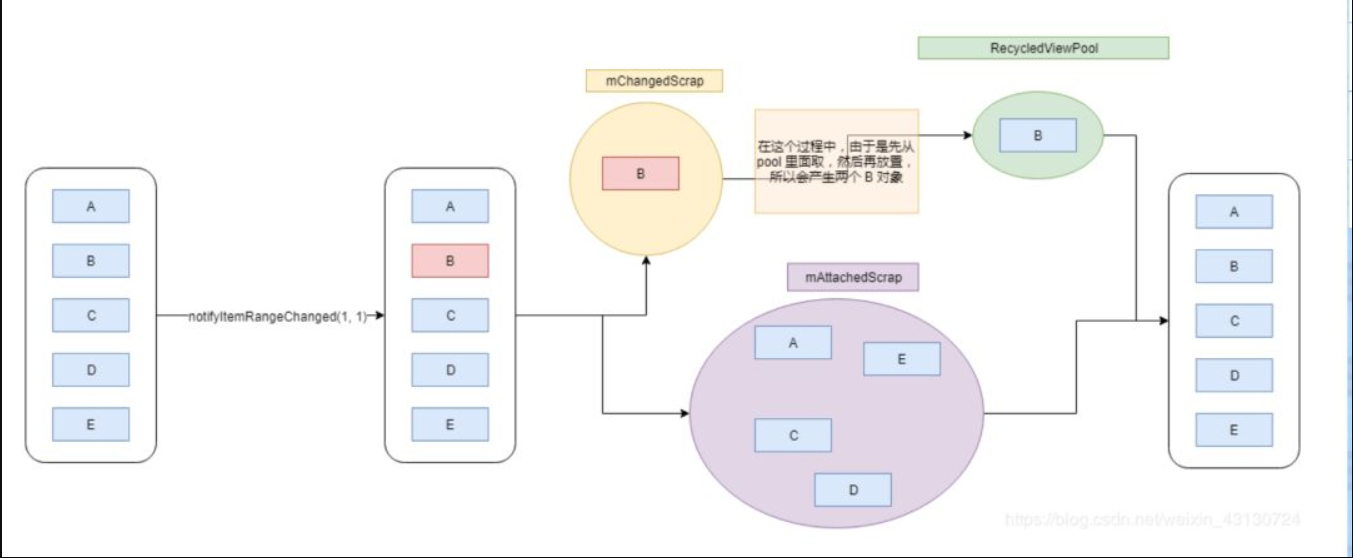 RecycledViewPool
mChangedScrap
B
在这个过程中，由于是先从
pool 里面取，然后再放置，
所以会产生两个 B 对象
B
A
B
C
D
E
notifyItemRangeChanged(1, 1)
A
B
C
D
E
mAttachedScrap
A
E
C
D
A
B
C
D
E
https://blog.csdn.net/weixin_43130724